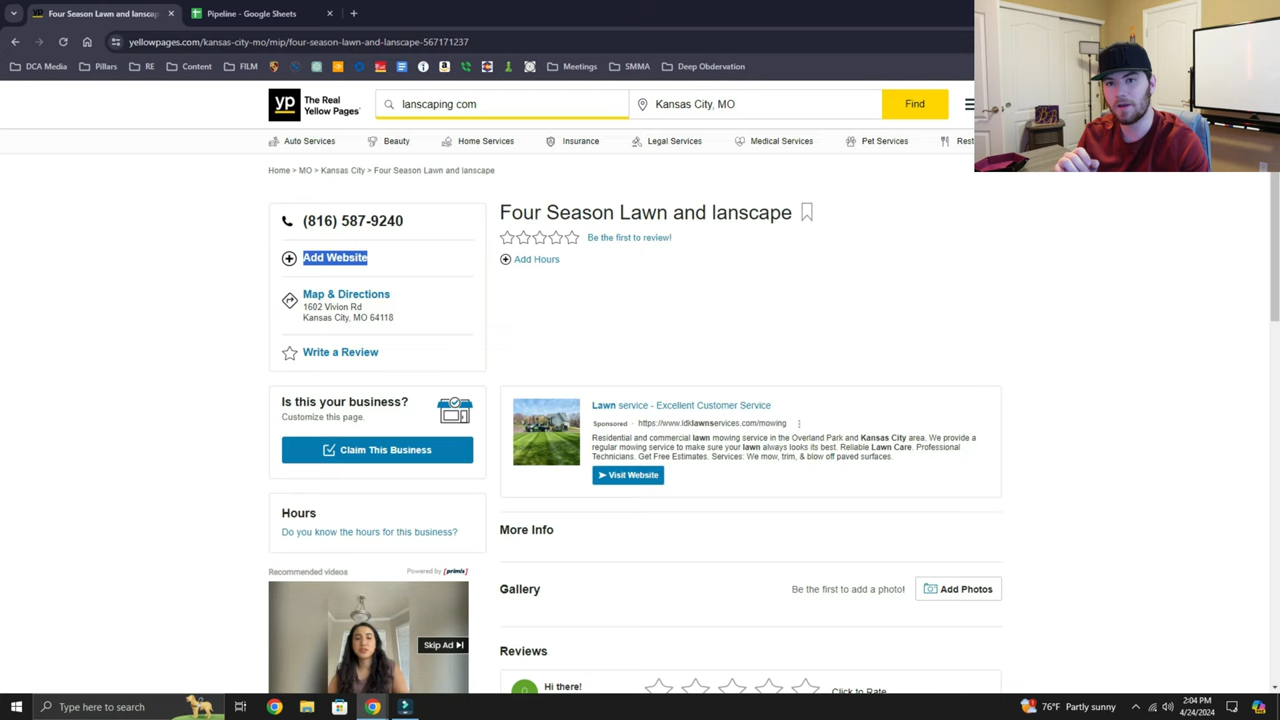 Four Season Lawn and lanscap
Pipeline - Google Sheets
yellowpages.com/kansas-city-mo/mip/four-season-lawn-and-lanscape-567171237
DCA Media
Pillars
RE
Content
FILM
Meetings
SMMA
Deep Obdervation
yp
The Real
Yellow Pages
lanscaping com
Kansas City, MO
Find
Auto Services
Beauty
Home Services
Insurance
Legal Services
Medical Services
Pet Services
Rest
Home > MO > Kansas City > Four Season Lawn and lanscape
(816) 587-9240
Add Website
Map & Directions
1602 Vivion Rd
Kansas City, MO 64118
Write a Review
Four Season Lawn and lanscape
Be the first to review!
Add Hours
Is this your business?
Customize this page.
Claim This Business
Lawn service - Excellent Customer Service
Sponsored · https://www.ldklawnservices.com/mowing
Residential and commercial lawn mowing service in the Overland Park and Kansas City area. We provide a
regular mowing service to make sure your lawn always looks its best. Reliable Lawn Care. Professional
Technicians. Get Free Estimates. Services: We mow, trim, & blow off paved surfaces.
Visit Website
Hours
Do you know the hours for this business?
More Info
Recommended videos
Powered by [primis]
Skip Ad
Gallery
Be the first to add a photo!
Add Photos
Reviews
Hi there!
Click to Rate
Type here to search
76°F Partly sunny
2:04 PM
4/24/2024